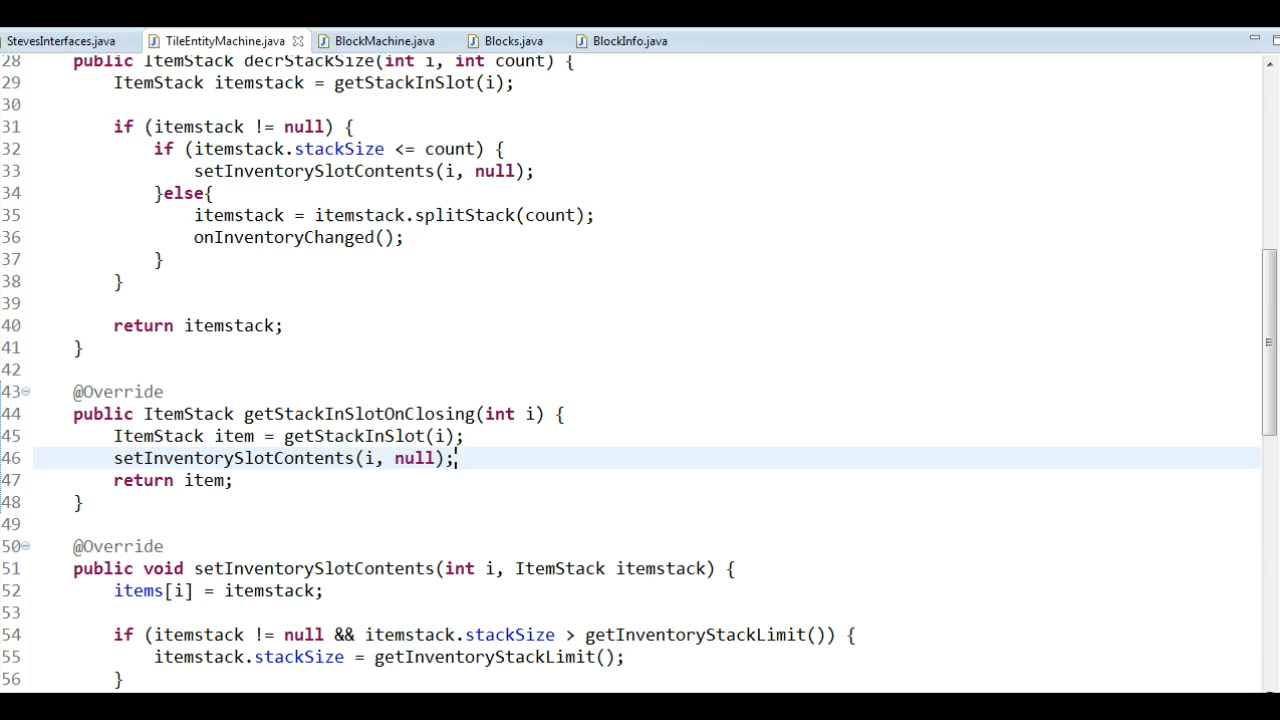 StevesInterfaces.java TileEntityMachine.java BlockMachine.java Blocks.java BlockInfo.java
28 public ItemStack decrStackSize(int i, int count) {
29 ItemStack itemstack = getStackInSlot(i);
30
31 if (itemstack != null) {
32 if (itemstack.stackSize <= count) {
33 setInventorySlotContents(i, null);
34 }else{
35 itemstack = itemstack.splitStack(count);
36 onInventoryChanged();
37 }
38 }
39
40 return itemstack;
41 }
42
43 @Override
44 public ItemStack getStackInSlotOnClosing(int i) {
45 ItemStack item = getStackInSlot(i);
46 setInventorySlotContents(i, null);
47 return item;
48 }
49
50 @Override
51 public void setInventorySlotContents(int i, ItemStack itemstack) {
52 items[i] = itemstack;
53
54 if (itemstack != null && itemstack.stackSize > getInventoryStackLimit()) {
55 itemstack.stackSize = getInventoryStackLimit();
56 }